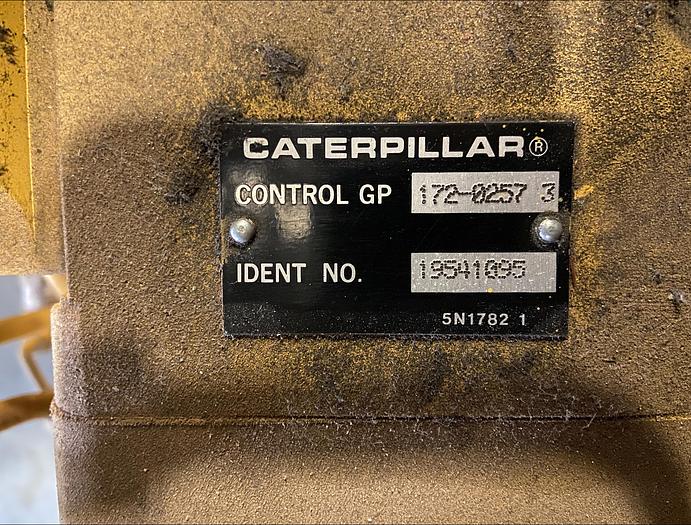 CATERPILLAR®
CONTROL GP 172-0257 3
IDENT NO. 19541095
5N1782 1